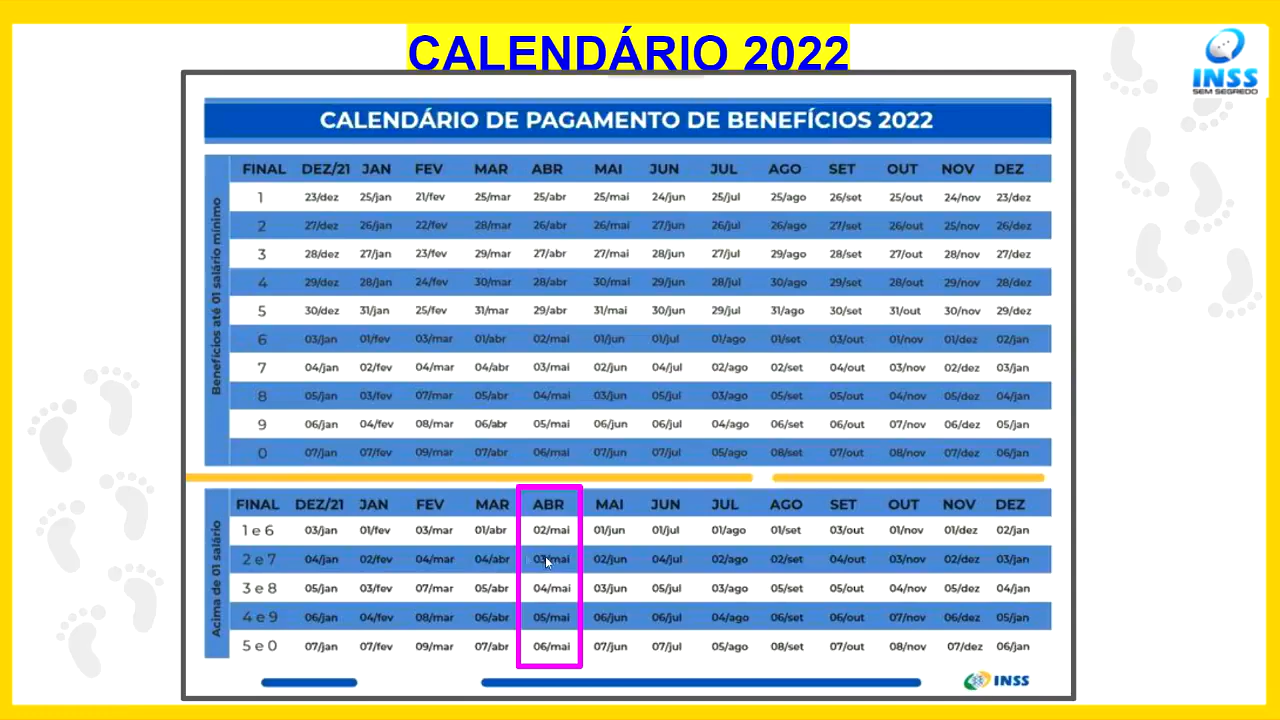 CALENDÁRIO 2022
INSS
SEM SEGREDO
CALENDÁRIO DE PAGAMENTO DE BENEFÍCIOS 2022
Benefícios até 01 salário mínimo
FINAL DEZ/21 JAN FEV MAR ABR MAI JUN JUL AGO SET OUT NOV DEZ
1 23/dez 25/jan 21/fev 25/mar 25/abr 25/mai 24/jun 25/jul 25/ago 26/set 25/out 24/nov 23/dez
2 27/dez 26/jan 22/fev 28/mar 26/abr 26/mai 27/jun 26/jul 26/ago 27/set 26/out 25/nov 26/dez
3 28/dez 27/jan 23/fev 29/mar 27/abr 27/mai 28/jun 27/jul 29/ago 28/set 27/out 28/nov 27/dez
4 29/dez 28/jan 24/fev 30/mar 28/abr 30/mai 29/jun 28/jul 30/ago 29/set 28/out 29/nov 28/dez
5 30/dez 31/jan 25/fev 31/mar 29/abr 31/mai 30/jun 29/jul 31/ago 30/set 31/out 30/nov 29/dez
6 03/jan 01/fev 03/mar 01/abr 02/mai 01/jun 01/jul 01/ago 01/set 03/out 01/nov 01/dez 02/jan
7 04/jan 02/fev 04/mar 04/abr 03/mai 02/jun 04/jul 02/ago 02/set 04/out 03/nov 02/dez 03/jan
8 05/jan 03/fev 07/mar 05/abr 04/mai 03/jun 05/jul 03/ago 05/set 05/out 04/nov 05/dez 04/jan
9 06/jan 04/fev 08/mar 06/abr 05/mai 06/jun 06/jul 04/ago 06/set 06/out 07/nov 06/dez 05/jan
0 07/jan 07/fev 09/mar 07/abr 06/mai 07/jun 07/jul 05/ago 08/set 07/out 08/nov 07/dez 06/jan
Acima de 01 salário
FINAL DEZ/21 JAN FEV MAR ABR MAI JUN JUL AGO SET OUT NOV DEZ
1 e 6 03/jan 01/fev 03/mar 01/abr 02/mai 01/jun 01/jul 01/ago 01/set 03/out 01/nov 01/dez 02/jan
2 e 7 04/jan 02/fev 04/mar 04/abr 03/mai 02/jun 04/jul 02/ago 02/set 04/out 03/nov 02/dez 03/jan
3 e 8 05/jan 03/fev 07/mar 05/abr 04/mai 03/jun 05/jul 03/ago 05/set 05/out 04/nov 05/dez 04/jan
4 e 9 06/jan 04/fev 08/mar 06/abr 05/mai 06/jun 06/jul 04/ago 06/set 06/out 07/nov 06/dez 05/jan
5 e 0 07/jan 07/fev 09/mar 07/abr 06/mai 07/jun 07/jul 05/ago 08/set 07/out 08/nov 07/dez 06/jan
INSS